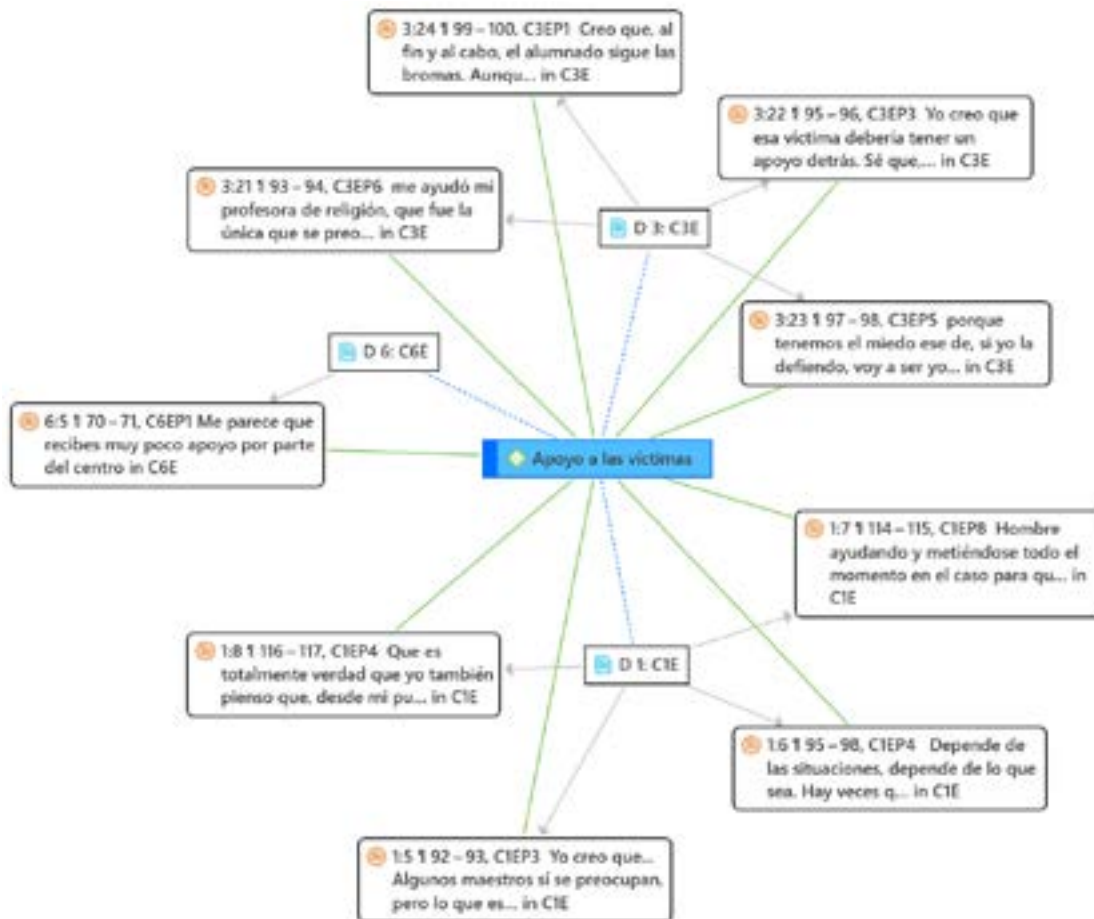 3:24 ¶ 99 – 100, C3EP1 Creo que, al
fin y al cabo, el alumnado sigue las
bromas. Aunqu... in C3E
3:22 ¶ 95 – 96, C3EP3 Yo creo que
esa víctima debería tener un
apoyo detrás. Sé que,... in C3E
3:21 ¶ 93 – 94, C3EP6 me ayudó mi
profesora de religión, que fue la
única que se preo... in C3E
D 3: C3E
3:23 ¶ 97 – 98, C3EP5 porque
tenemos el miedo ese de, si yo la
defiendo, voy a ser yo... in C3E
D 6: C6E
6:5 ¶ 70 – 71, C6EP1 Me parece que
recibes muy poco apoyo por parte
del centro in C6E
Apoyo a las víctimas
1:7 ¶ 114 – 115, C1EP8 Hombre
ayudando y metiéndose todo el
momento en el caso para qu... in
C1E
1:8 ¶ 116 – 117, C1EP4 Que es
totalmente verdad que yo también
pienso que, desde mi pu... in C1E
D 1: C1E
1:6 ¶ 95 – 98, C1EP4 Depende de
las situaciones, depende de lo que
sea. Hay veces q... in C1E
1:5 ¶ 92 – 93, C1EP3 Yo creo que...
Algunos maestros sí se preocupan,
pero lo que es... in C1E